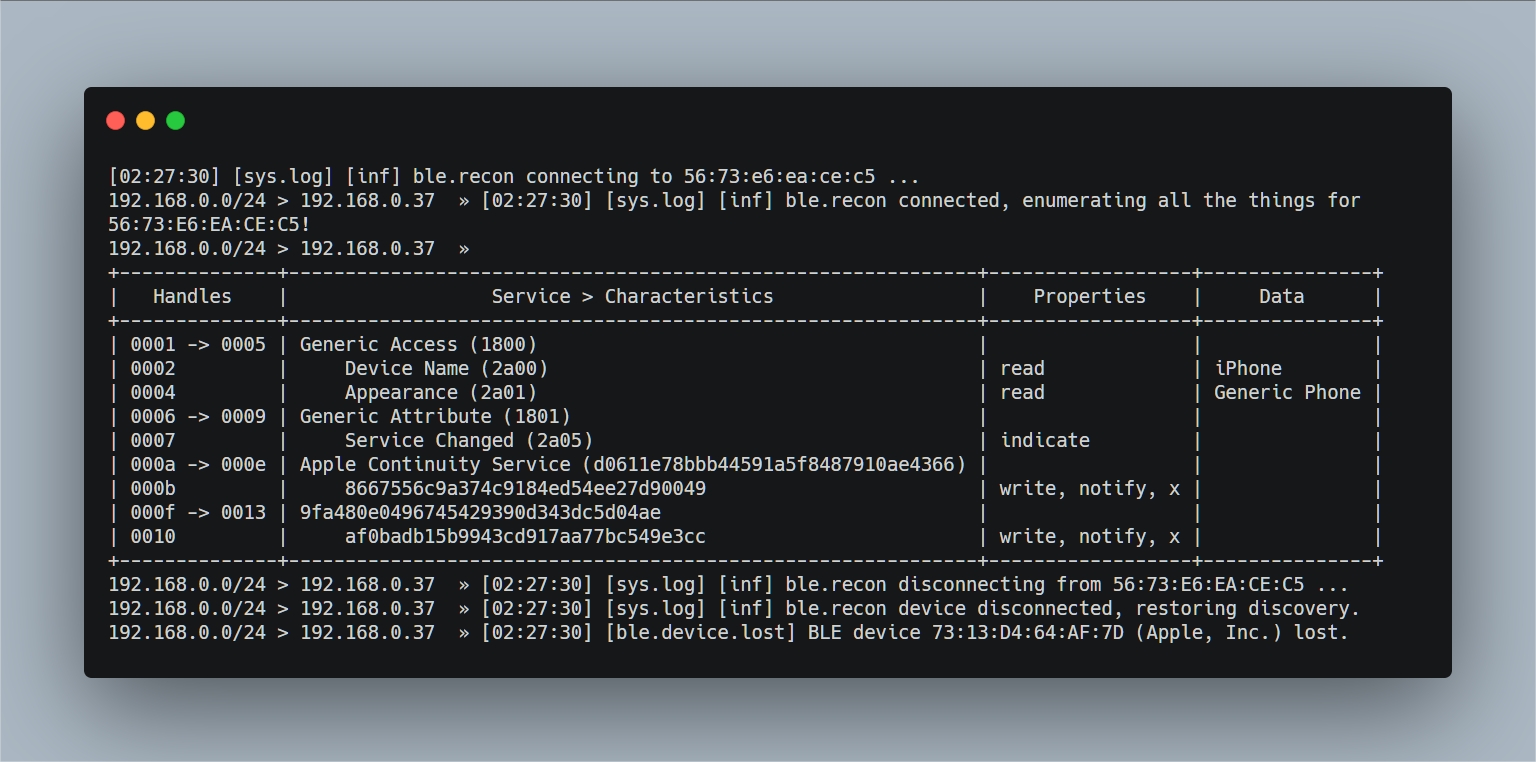 [02:27:30] [sys.log] [inf] ble.recon connecting to 56:73:e6:ea:ce:c5 ...
192.168.0.0/24 > 192.168.0.37  » [02:27:30] [sys.log] [inf] ble.recon connected, enumerating all the things for
56:73:E6:EA:CE:C5!
192.168.0.0/24 > 192.168.0.37  »
+--------------+-------------------------------------------------------------+------------------+---------------+
|   Handles    |                  Service > Characteristics                  |    Properties    |     Data      |
+--------------+-------------------------------------------------------------+------------------+---------------+
| 0001 -> 0005 | Generic Access (1800)                                       |                  |               |
| 0002         |     Device Name (2a00)                                      | read             | iPhone        |
| 0004         |     Appearance (2a01)                                       | read             | Generic Phone |
| 0006 -> 0009 | Generic Attribute (1801)                                    |                  |               |
| 0007         |     Service Changed (2a05)                                  | indicate         |               |
| 000a -> 000e | Apple Continuity Service (d0611e78bbb44591a5f8487910ae4366) |                  |               |
| 000b         |     8667556c9a374c9184ed54ee27d90049                        | write, notify, x |               |
| 000f -> 0013 | 9fa480e0496745429390d343dc5d04ae                            |                  |               |
| 0010         |     af0badb15b9943cd917aa77bc549e3cc                        | write, notify, x |               |
+--------------+-------------------------------------------------------------+------------------+---------------+
192.168.0.0/24 > 192.168.0.37  » [02:27:30] [sys.log] [inf] ble.recon disconnecting from 56:73:E6:EA:CE:C5 ...
192.168.0.0/24 > 192.168.0.37  » [02:27:30] [sys.log] [inf] ble.recon device disconnected, restoring discovery.
192.168.0.0/24 > 192.168.0.37  » [02:27:30] [ble.device.lost] BLE device 73:13:D4:64:AF:7D (Apple, Inc.) lost.